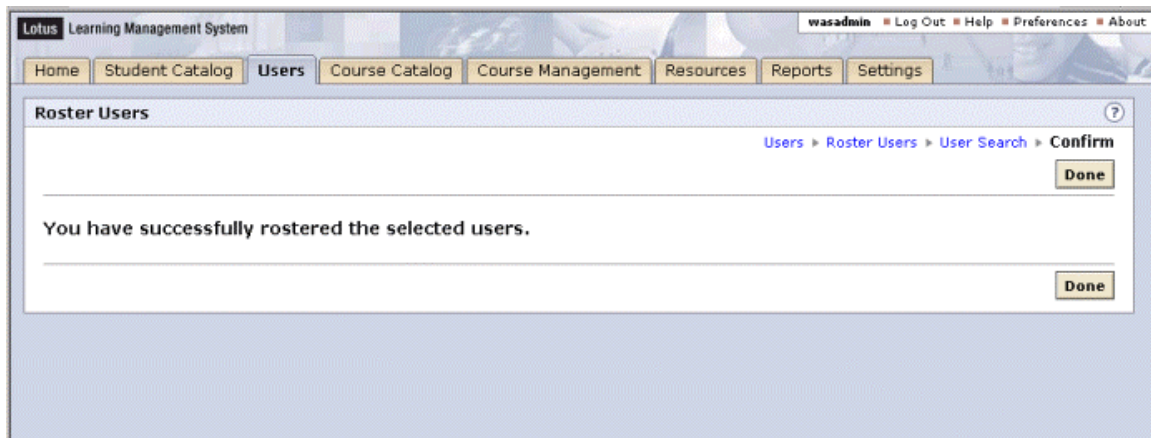 Lotus Learning Management System
wasadmin Log Out Help Preferences About
Home Student Catalog Users Course Catalog Course Management Resources Reports Settings
Roster Users ?
Users Roster Users User Search Confirm
Done
You have successfully rostered the selected users.
Done